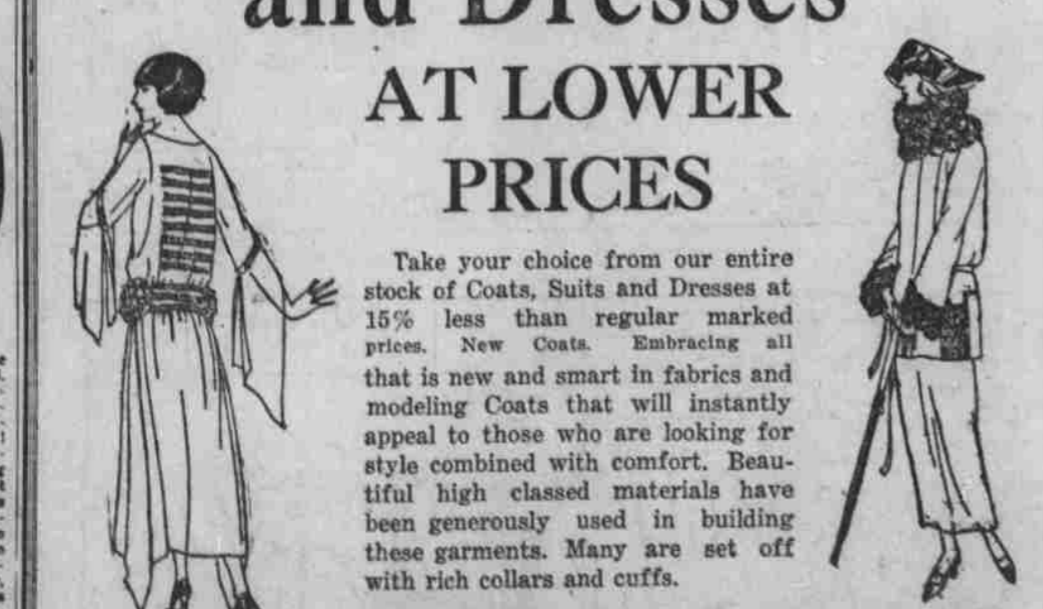 and Dresses
AT LOWER
PRICES
Take your choice from our entire
stock of Coats, Suits and Dresses at
15% less than regular marked
prices. New Coats. Embracing all
that is new and smart in fabrics and
modeling Coats that will instantly
appeal to those who are looking for
style combined with comfort. Beau-
tiful high classed materials have
been generously used in building
these garments. Many are set off
with rich collars and cuffs.